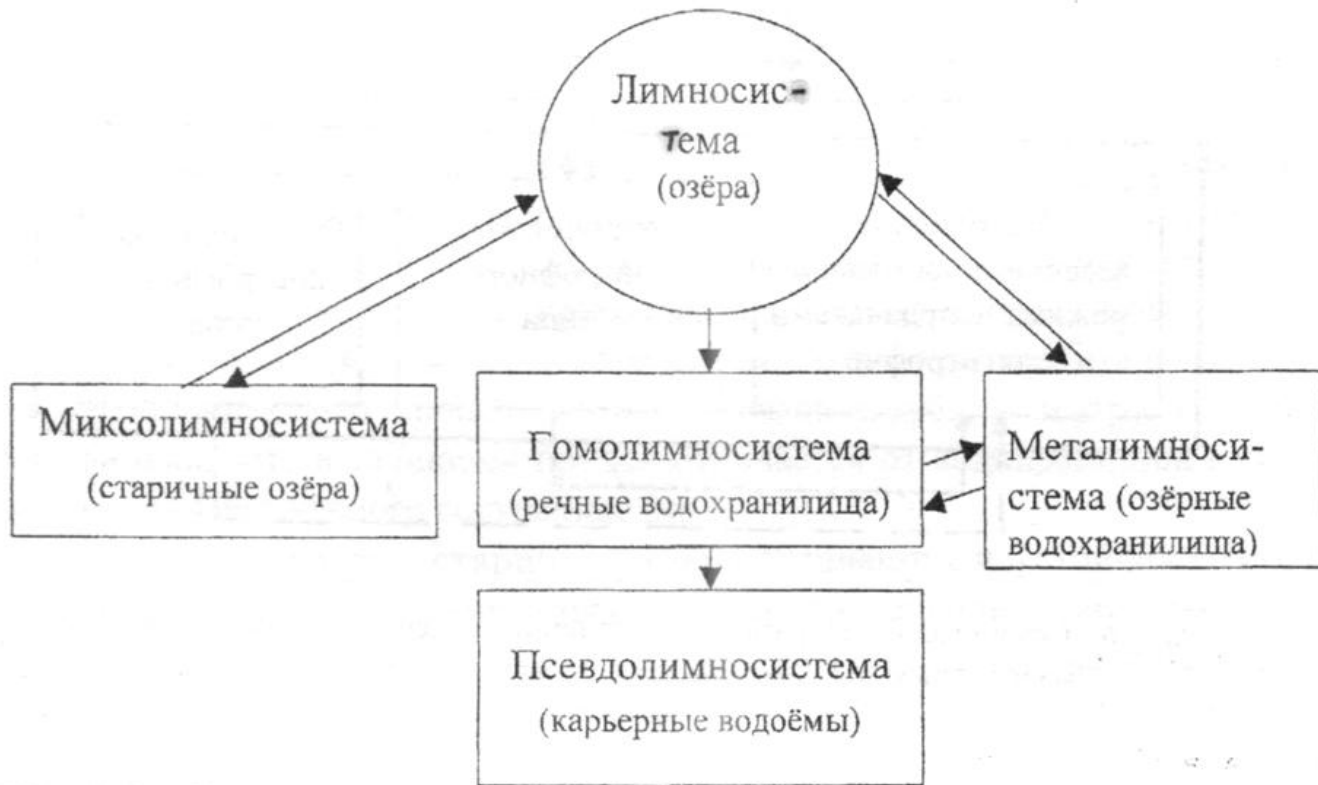 Лимносис-
тема
(озёра)
Миксолимносистема
(старичные озёра)
Гомолимносистема
(речные водохранилища)
Металимноси-
стема (озёрные
водохранилища)
Псевдолимносистема
(карьерные водоёмы)